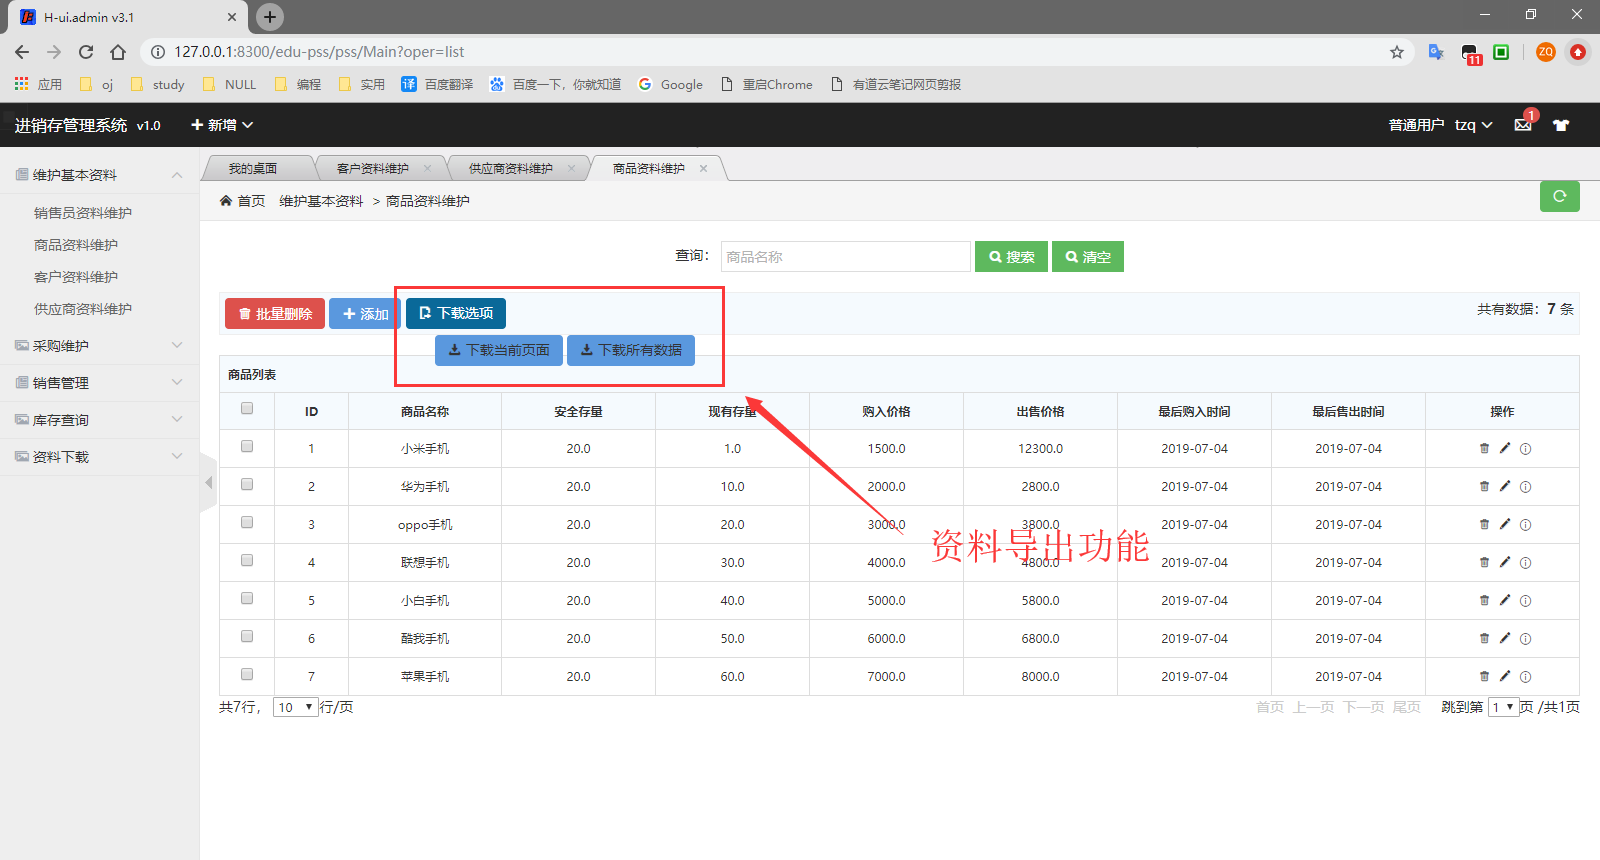 H-ui.admin v3.1
127.0.0.1:8300/edu-pss/pss/Main?oper=list
11
ZQ
应用 oj study NULL 编程 实用 译 百度翻译 百度一下，你就知道 Google 重启Chrome 有道云笔记网页剪报
进销存管理系统 v1.0 新增 普通用户 tzq 1
维护基本资料
销售员资料维护
商品资料维护
客户资料维护
供应商资料维护
采购维护
销售管理
库存查询
资料下载
我的桌面 客户资料维护 供应商资料维护 商品资料维护
首页 维护基本资料 > 商品资料维护
查询： 商品名称 搜索 清空
批量删除 添加 下载选项 共有数据：7 条
下载当前页面 下载所有数据
商品列表
ID 商品名称 安全存量 现有存量 购入价格 出售价格 最后购入时间 最后售出时间 操作
1 小米手机 20.0 1.0 1500.0 12300.0 2019-07-04 2019-07-04
2 华为手机 20.0 10.0 2000.0 2800.0 2019-07-04 2019-07-04
3 oppo手机 20.0 20.0 3000.0 3800.0 2019-07-04 2019-07-04
资料导出功能
4 联想手机 20.0 30.0 4000.0 4800.0 2019-07-04 2019-07-04
5 小白手机 20.0 40.0 5000.0 5800.0 2019-07-04 2019-07-04
6 酷我手机 20.0 50.0 6000.0 6800.0 2019-07-04 2019-07-04
7 苹果手机 20.0 60.0 7000.0 8000.0 2019-07-04 2019-07-04
共7行， 10 行/页 首页 上一页 下一页 尾页 跳到第 1 页 /共1页